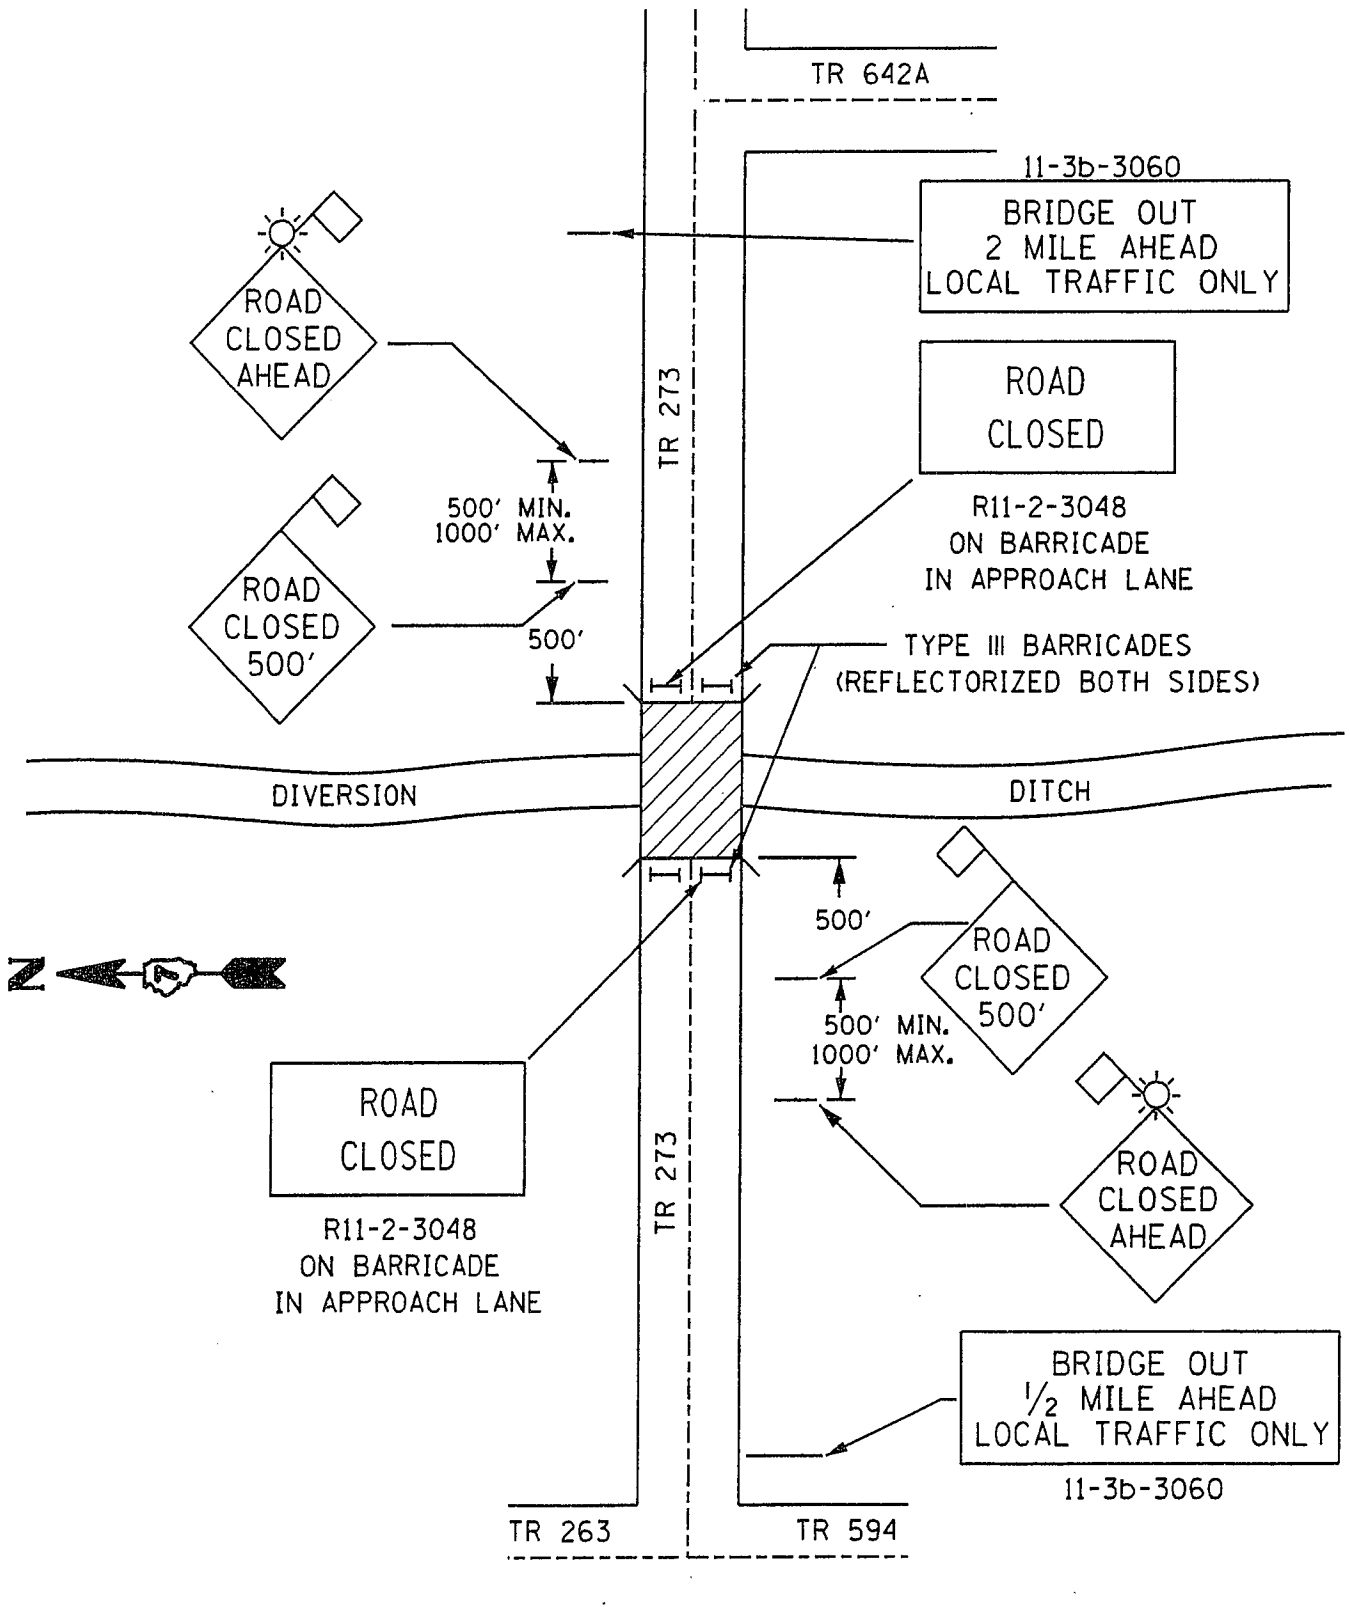 TR 642A
11-3b-3060
BRIDGE OUT
2 MILE AHEAD
LOCAL TRAFFIC ONLY
ROAD
CLOSED
AHEAD
TR 273
ROAD
CLOSED
R11-2-3048
ON BARRICADE
IN APPROACH LANE
500' MIN.
1000' MAX.
ROAD
CLOSED
500'
500'
TYPE III BARRICADES
(REFLECTORIZED BOTH SIDES)
DIVERSION
DITCH
500'
ROAD
CLOSED
500'
N
500' MIN.
1000' MAX.
ROAD
CLOSED
R11-2-3048
ON BARRICADE
IN APPROACH LANE
TR 273
ROAD
CLOSED
AHEAD
BRIDGE OUT
1/2 MILE AHEAD
LOCAL TRAFFIC ONLY
11-3b-3060
TR 263
TR 594